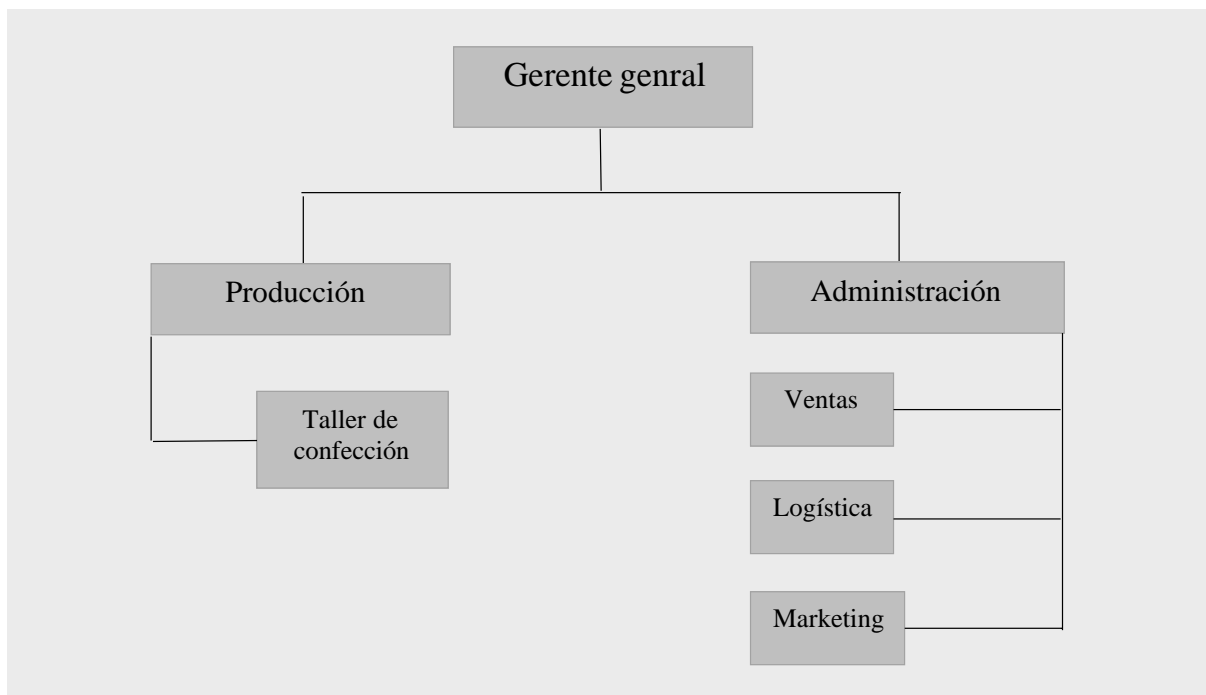 Gerente genral
Producción
Administración
Taller de
confección
Ventas
Logística
Marketing